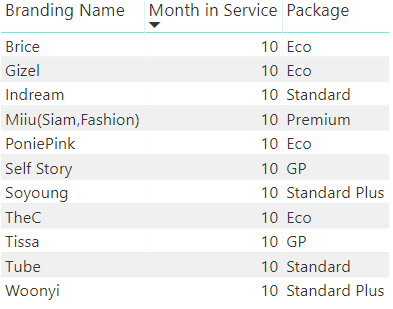 Branding Name Month in Service Package
Brice 10 Eco
Gizel 10 Eco
Indream 10 Standard
Miiu(Siam,Fashion) 10 Premium
PoniePink 10 Eco
Self Story 10 GP
Soyoung 10 Standard Plus
TheC 10 Eco
Tissa 10 GP
Tube 10 Standard
Woonyi 10 Standard Plus